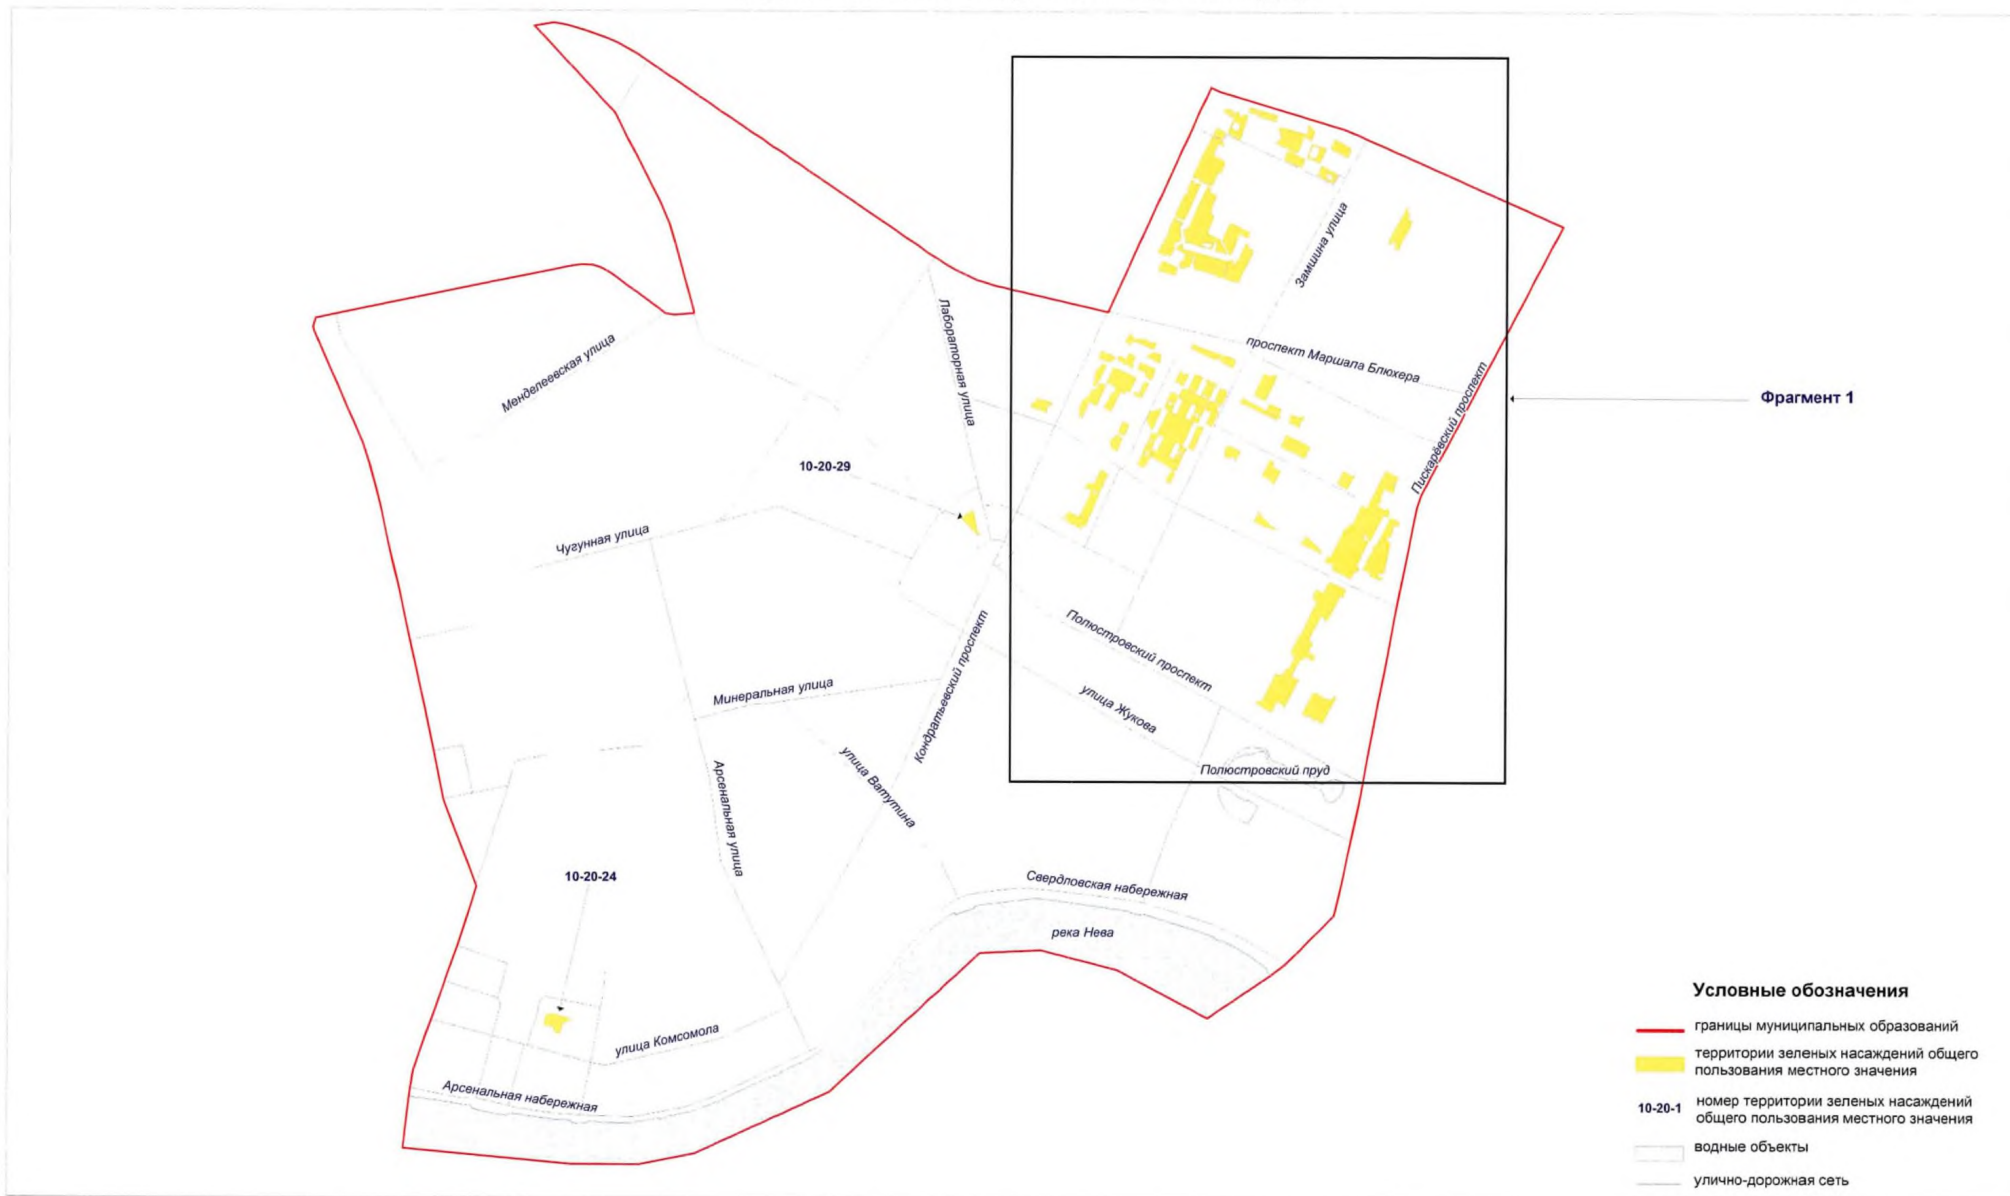 Замшина улица
Лабораторная улица
Менделеевская улица
проспект Маршала Блюхера
Пискарёвский проспект
Фрагмент 1
10-20-29
Чугунная улица
Полюстровский проспект
Кондратьевский проспект
Минеральная улица
улица Жукова
улица Ватутина
Арсенальная улица
Полюстровский пруд
10-20-24
Свердловская набережная
река Нева
улица Комсомола
Арсенальная набережная
Условные обозначения
границы муниципальных образований
территории зеленых насаждений общего
пользования местного значения
10-20-1 номер территории зеленых насаждений
общего пользования местного значения
водные объекты
улично-дорожная сеть